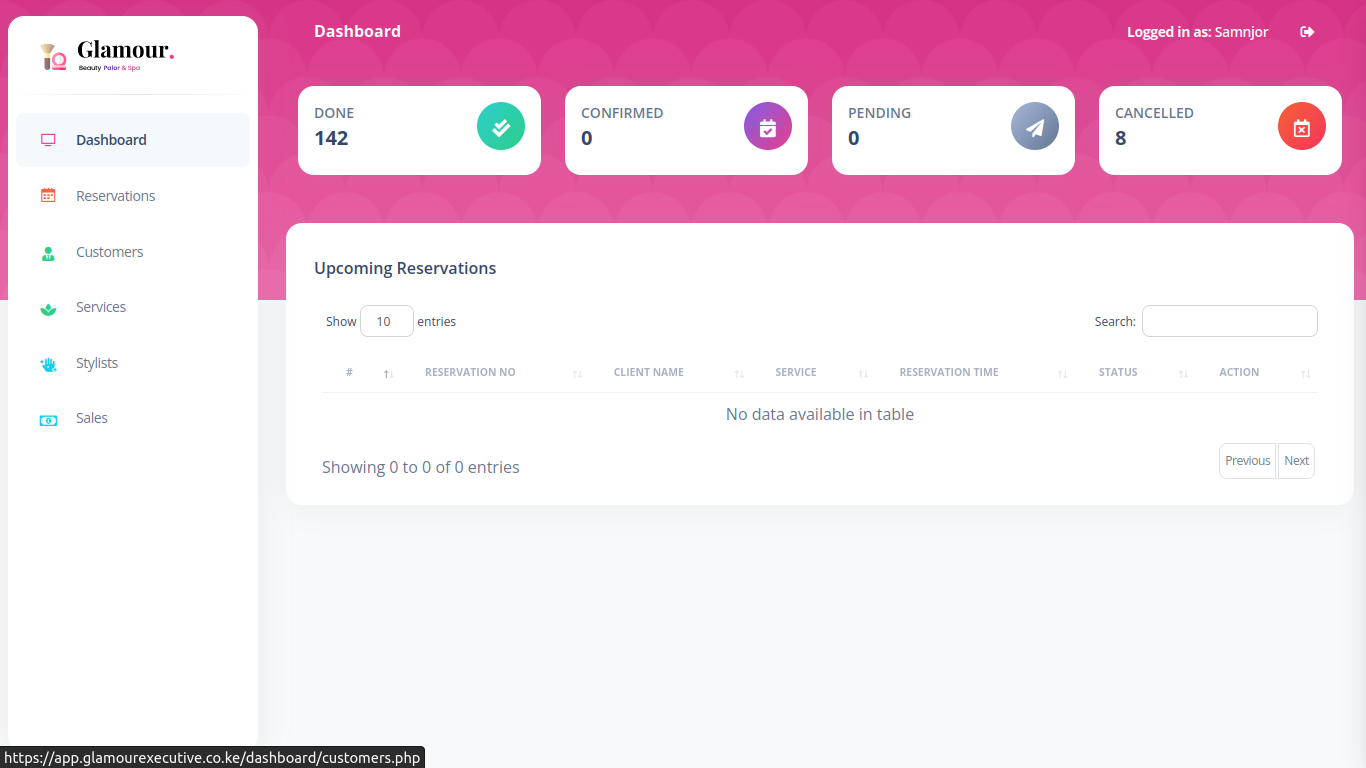 Glamour.
Beauty Palor & Spa
Dashboard
Reservations
Customers
Services
Stylists
Sales
Dashboard
Logged in as: Samnjor
DONE
142
CONFIRMED
0
PENDING
0
CANCELLED
8
Upcoming Reservations
Show 10 entries
Search:
# RESERVATION NO CLIENT NAME SERVICE RESERVATION TIME STATUS ACTION
No data available in table
Showing 0 to 0 of 0 entries
Previous Next
https://app.glamourexecutive.co.ke/dashboard/customers.php